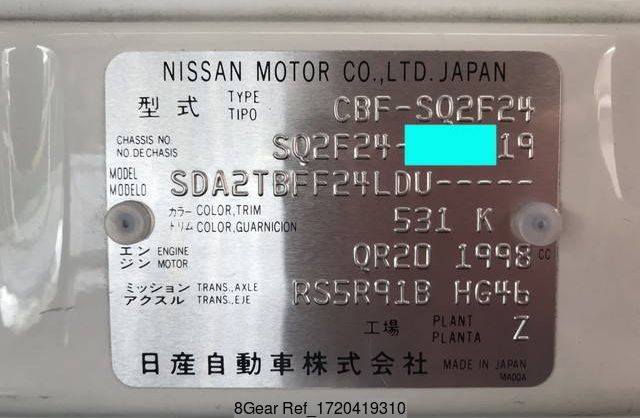 NISSAN MOTOR CO.,LTD. JAPAN
型式 TYPE TIPO CBF-SQ2F24
CHASSIS NO. NO.DE CHASIS SQ2F24- 19
MODEL MODELO SDA2TBFF24LDU-----
カラー COLOR,TRIM トリム COLOR,GUARNICION 531 K
エンジン ENGINE MOTOR QR20 1998 CC
ミッション TRANS.,AXLE アクスル TRANS.,EJE RS5R91B HG46
工場 PLANT PLANTA Z
日産自動車株式会社 MADE IN JAPAN
MA00A
8Gear Ref_1720419310